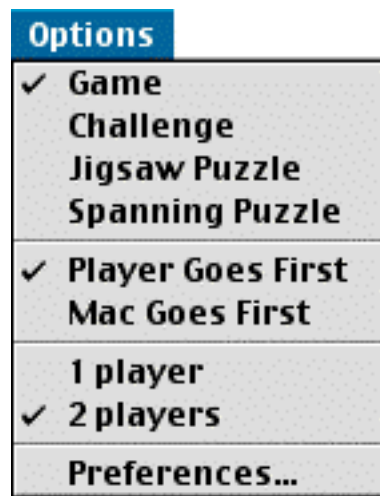 Options
✓ Game
Challenge
Jigsaw Puzzle
Spanning Puzzle
✓ Player Goes First
Mac Goes First
1 player
✓ 2 players
Preferences...